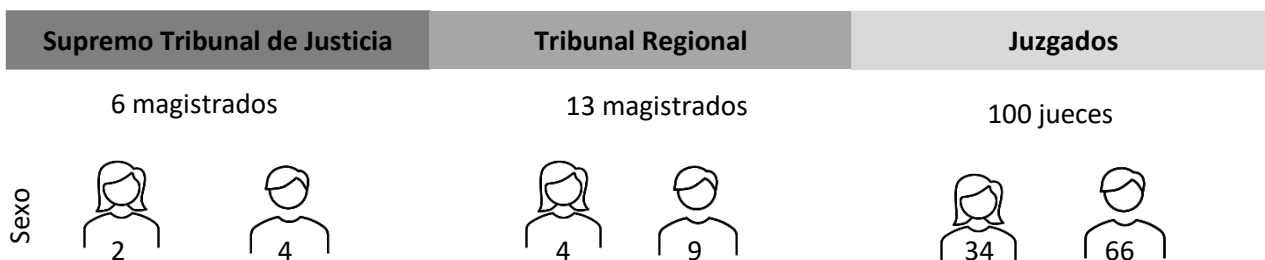 Supremo Tribunal de Justicia
Tribunal Regional
Juzgados
6 magistrados
13 magistrados
100 jueces
Sexo
2
4
4
9
34
66